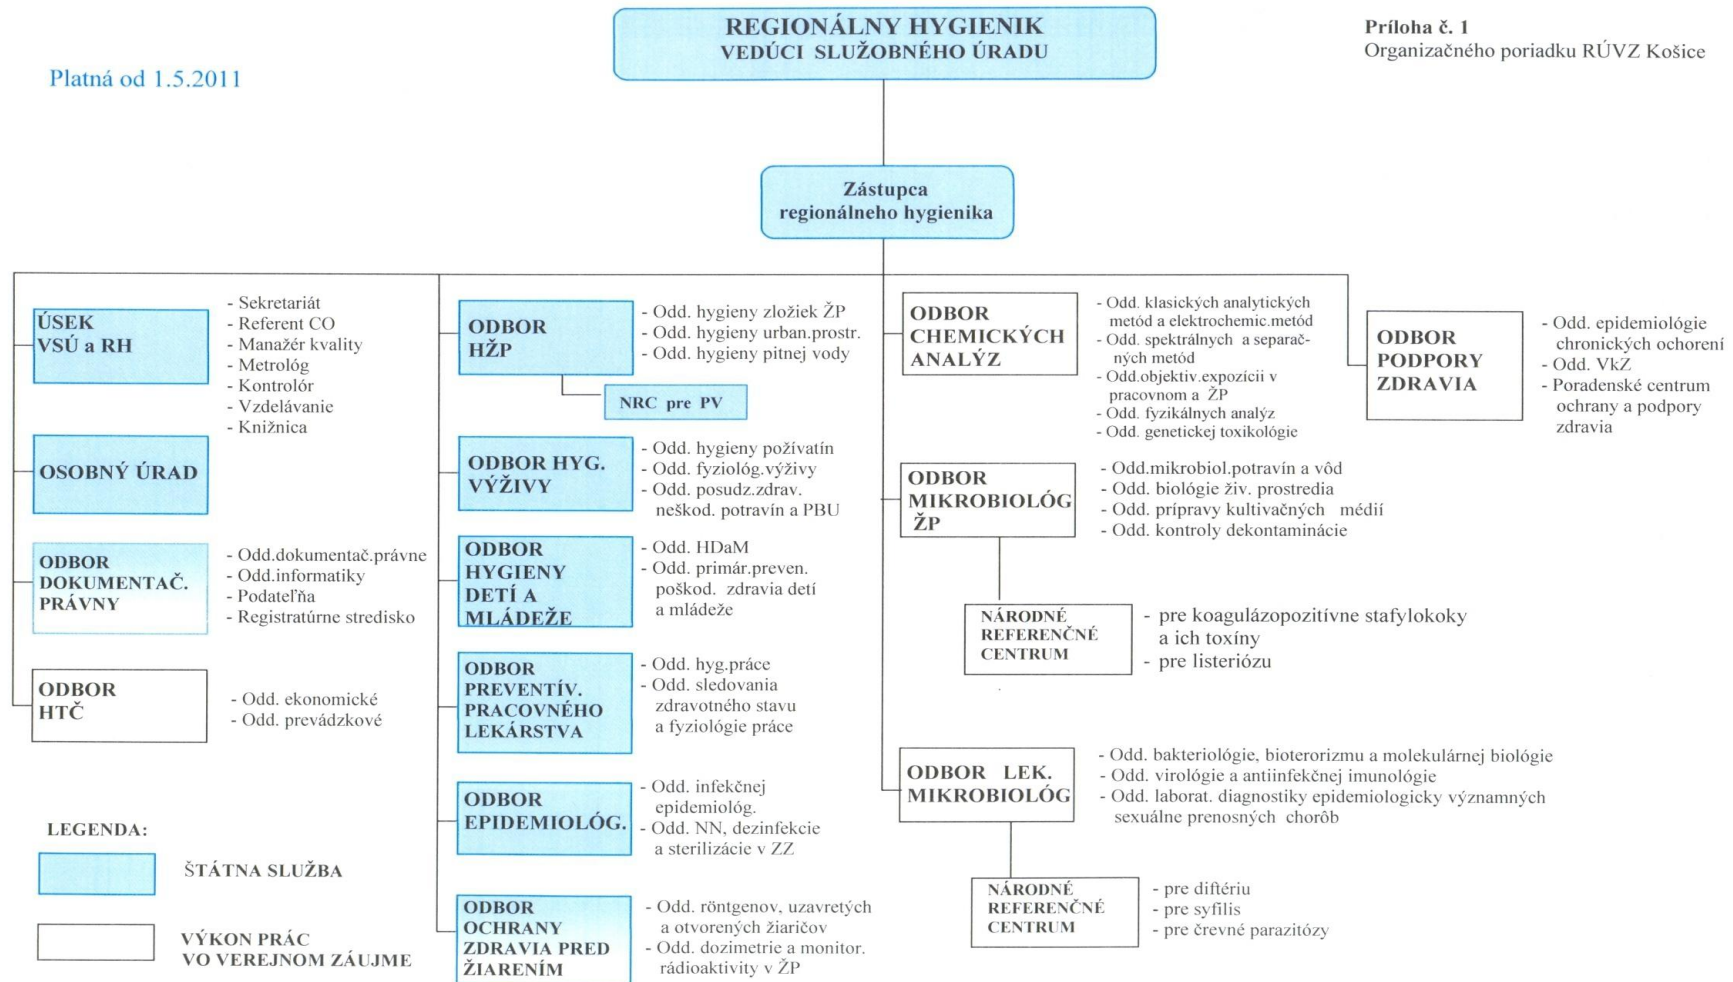 REGIONÁLNY HYGIENIK
VEDÚCI SLUŽOBNÉHO ÚRADU
Príloha č. 1
Organizačného poriadku RÚVZ Košice
Platná od 1.5.2011
Zástupca
regionálneho hygienika
ÚSEK
VSÚ a RH
- Sekretariát
- Referent CO
- Manažér kvality
- Metrológ
- Kontrolór
- Vzdelávanie
- Knižnica
OSOBNÝ ÚRAD
ODBOR
DOKUMENTAČ.
PRÁVNY
- Odd.dokumentač.právne
- Odd.informatiky
- Podateľňa
- Registratúrne stredisko
ODBOR
HTČ
- Odd. ekonomické
- Odd. prevádzkové
ODBOR
HŽP
- Odd. hygieny zložiek ŽP
- Odd. hygieny urban.prostr.
- Odd. hygieny pitnej vody
NRC pre PV
ODBOR HYG.
VÝŽIVY
- Odd. hygieny požívatín
- Odd. fyziológ.výživy
- Odd. posudz.zdrav.
neškod. potravín a PBU
ODBOR
HYGIENY
DETÍ A
MLÁDEŽE
- Odd. HDaM
- Odd. primár.preven.
poškod. zdravia detí
a mládeže
ODBOR
PREVENTÍV.
PRACOVNÉHO
LEKÁRSTVA
- Odd. hyg.práce
- Odd. sledovania
zdravotného stavu
a fyziológie práce
ODBOR
EPIDEMIOLÓG.
- Odd. infekčnej
epidemiológ.
- Odd. NN, dezinfekcie
a sterilizácie v ZZ
ODBOR
OCHRANY
ZDRAVIA PRED
ŽIARENÍM
- Odd. röntgenov, uzavretých
a otvorených žiaričov
- Odd. dozimetrie a monitor.
rádioaktivity v ŽP
ODBOR
CHEMICKÝCH
ANALÝZ
- Odd. klasických analytických
metód a elektrochemic.metód
- Odd. spektrálnych a separač-
ných metód
- Odd.objektiv.expozícii v
pracovnom a ŽP
- Odd. fyzikálnych analýz
- Odd. genetickej toxikológie
ODBOR
MIKROBIOLÓG
ŽP
- Odd.mikrobiol.potravín a vôd
- Odd. biológie živ. prostredia
- Odd. prípravy kultivačných médií
- Odd. kontroly dekontaminácie
NÁRODNÉ
REFERENČNÉ
CENTRUM
- pre koagulázopozitívne stafylokoky
a ich toxíny
- pre listeriózu
ODBOR LEK.
MIKROBIOLÓG
- Odd. bakteriológie, bioterorizmu a molekulárnej biológie
- Odd. virológie a antiinfekčnej imunológie
- Odd. laborat. diagnostiky epidemiologicky významných
sexuálne prenosných chorôb
NÁRODNÉ
REFERENČNÉ
CENTRUM
- pre diftériu
- pre syfilis
- pre črevné parazitózy
ODBOR
PODPORY
ZDRAVIA
- Odd. epidemiológie
chronických ochorení
- Odd. VkZ
- Poradenské centrum
ochrany a podpory
zdravia
LEGENDA:
ŠTÁTNA SLUŽBA
VÝKON PRÁC
VO VEREJNOM ZÁUJME